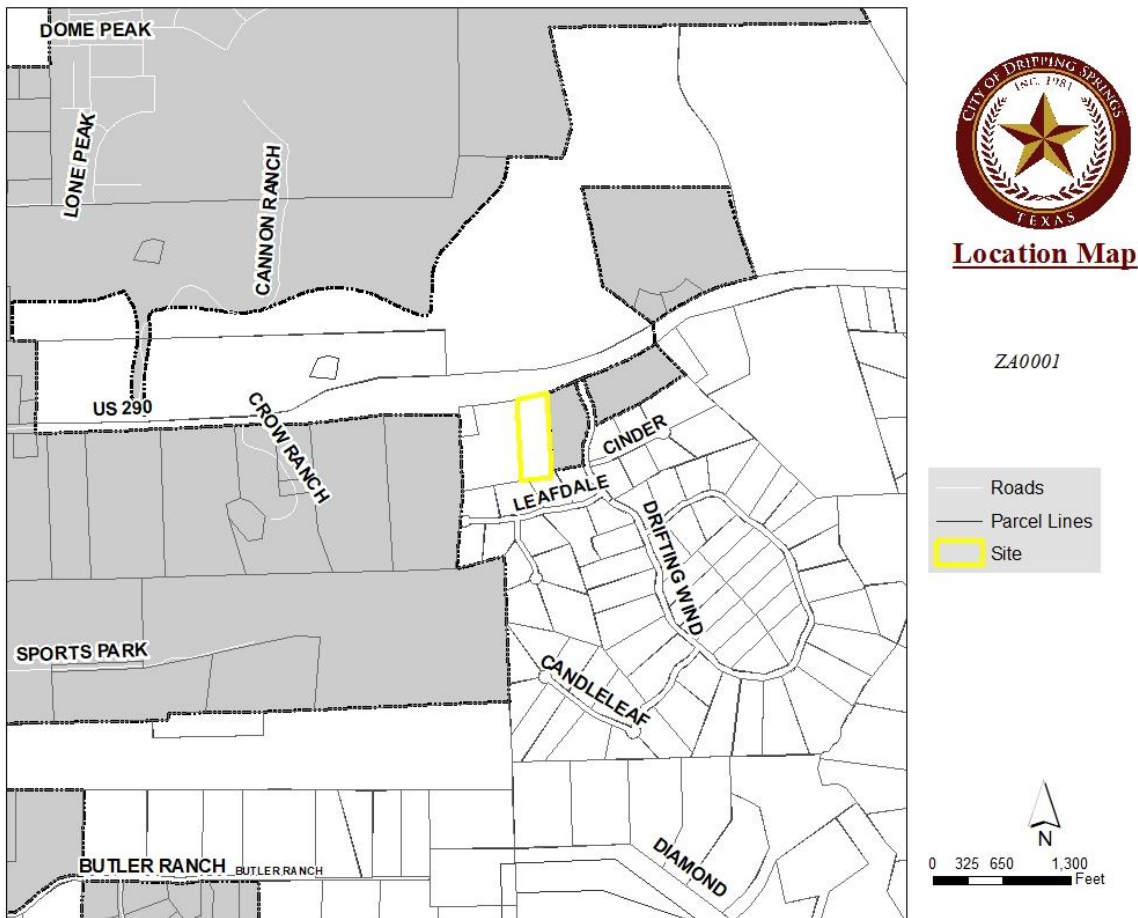 DOME PEAK
LONE PEAK
CANNON RANCH
US 290
CROW RANCH
CINDER
LEAFDALE
DRIFTING WIND
SPORTS PARK
CANDLELEAF
BUTLER RANCH
BUTLER RANCH
DIAMOND
CITY OF DRIPPING SPRINGS
INC. 1981
TEXAS
Location Map
ZA0001
Roads
Parcel Lines
Site
N
0 325 650 1,300
Feet